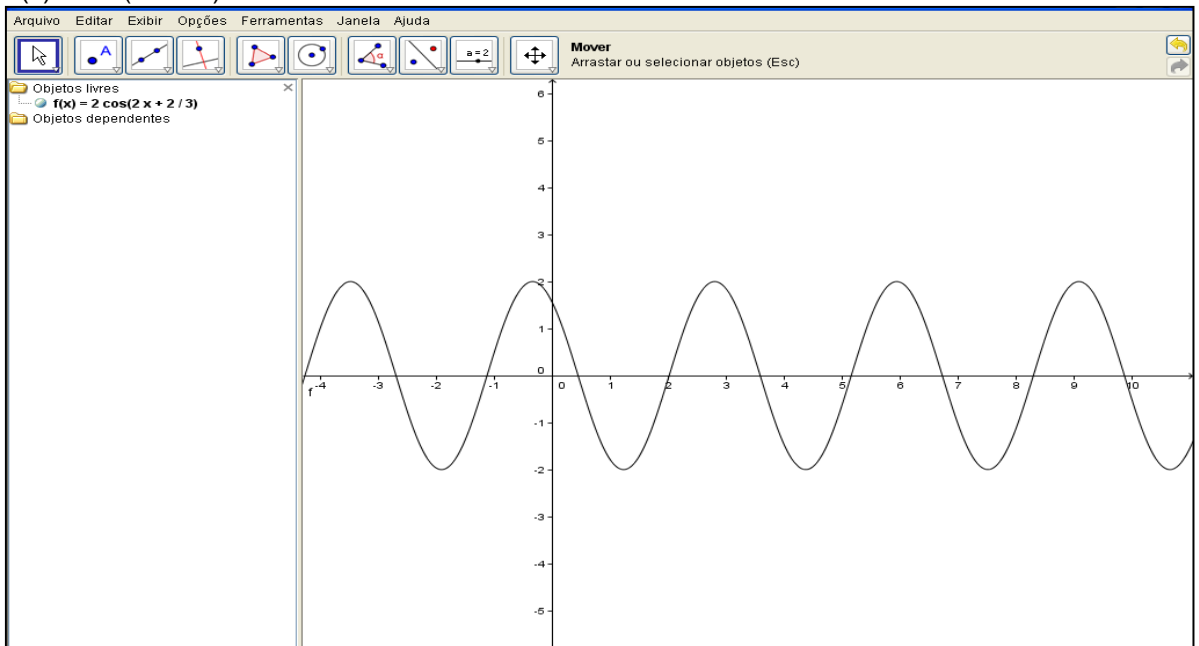 Arquivo Editar Exibir Opções Ferramentas Janela Ajuda
A
α
a = 2
Mover
Arrastar ou selecionar objetos (Esc)
Objetos livres
f(x) = 2 cos(2 x + 2 / 3)
Objetos dependentes
6
5
4
3
2
1
0
-1
-2
-3
-4
-5
-4 -3 -2 -1 0 1 2 3 4 5 6 7 8 9 10
f